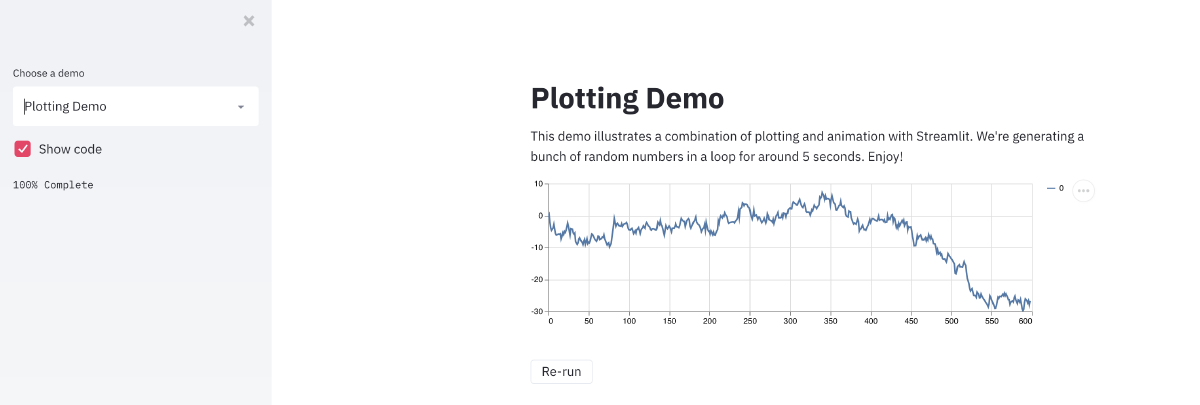 ×
Choose a demo
Plotting Demo
Show code
100% Complete
Plotting Demo
This demo illustrates a combination of plotting and animation with Streamlit. We're generating a
bunch of random numbers in a loop for around 5 seconds. Enjoy!
10
0
-10
-20
-30
0 50 100 150 200 250 300 350 400 450 500 550 600
0
Re-run